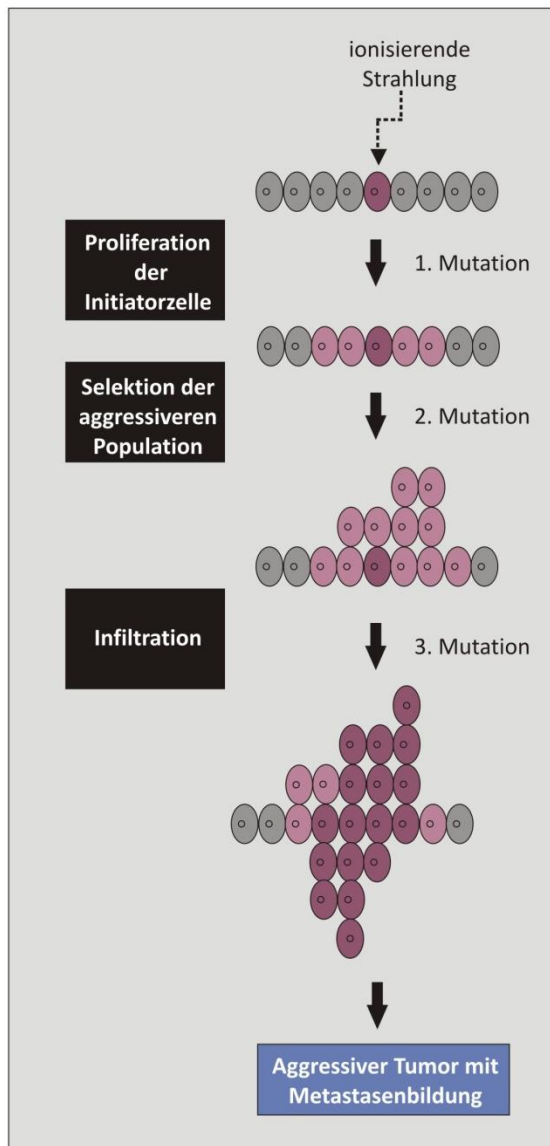 ionisierende
Strahlung
Proliferation
der
Initiatorzelle
1. Mutation
Selektion der
aggressiveren
Population
2. Mutation
Infiltration
3. Mutation
Aggressiver Tumor mit
Metastasenbildung